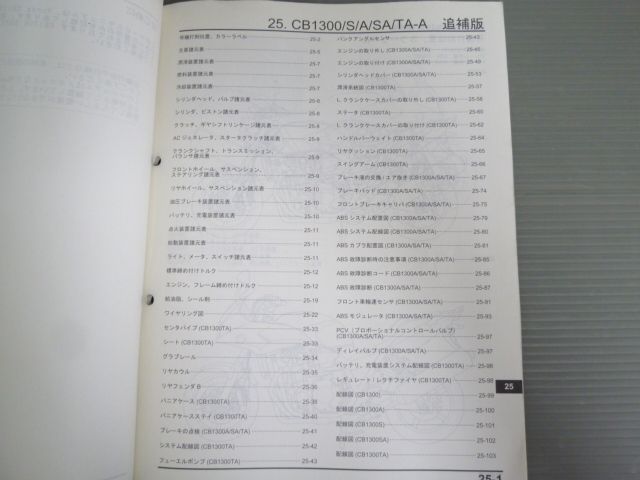 25. CB1300/S/A/SA/TA-A 追補版
各種打刻位置、カラーラベル 25-2
主要諸元表 25-5
潤滑装置諸元表 25-7
燃料装置諸元表 25-7
冷却装置諸元表 25-7
シリンダヘッド、バルブ諸元表 25-8
シリンダ、ピストン諸元表 25-8
クラッチ、ギヤシフトリンケージ諸元表 25-8
AC ジェネレータ、スタータクラッチ諸元表 25-9
クランクシャフト、トランスミッション、
バランサ諸元表 25-9
フロントホイール、サスペンション、
ステアリング諸元表 25-9
リヤホイール、サスペンション諸元表 25-10
油圧ブレーキ装置諸元表 25-10
バッテリ、充電装置諸元表 25-10
点火装置諸元表 25-11
始動装置諸元表 25-11
ライト、メータ、スイッチ諸元表 25-11
標準締め付けトルク 25-12
エンジン、フレーム締め付けトルク 25-12
給油脂、シール剤 25-19
ワイヤリング図 25-22
センタパイプ (CB1300TA) 25-33
シート (CB1300TA) 25-33
グラブレール 25-34
リヤカウル 25-35
リヤフェンダ B 25-36
パニアケース (CB1300TA) 25-38
パニアケースステイ (CB1300TA) 25-40
ブレーキの点検 (CB1300A/SA/TA) 25-41
システム配線図 (CB1300TA) 25-42
フューエルポンプ (CB1300TA) 25-43
バンクアングルセンサ 25-43
エンジンの取り外し (CB1300A/SA/TA) 25-45
エンジンの取り付け (CB1300A/SA/TA) 25-49
シリンダヘッドカバー (CB1300A/SA/TA) 25-53
潤滑系統図 (CB1300TA) 25-57
L. クランクケースカバーの取り外し (CB1300TA) 25-58
ステータ (CB1300TA) 25-60
L. クランクケースカバーの取り付け (CB1300TA) 25-62
ハンドルバーウェイト (CB1300TA) 25-64
リヤクッション (CB1300TA) 25-65
スイングアーム (CB1300TA) 25-66
ブレーキ液の交換 / エア抜き (CB1300A/SA/TA) 25-67
ブレーキパッド (CB1300A/SA/TA) 25-74
フロントブレーキキャリパ (CB1300A/SA/TA) 25-75
ABS システム配置図 (CB1300A/SA/TA) 25-79
ABS システム配線図 (CB1300A/SA/TA) 25-80
ABS カプラ配置図 (CB1300A/SA/TA) 25-81
ABS 故障診断時の注意事項 (CB1300A/SA/TA) 25-85
ABS 故障診断コード (CB1300A/SA/TA) 25-86
ABS 故障診断 (CB1300A/SA/TA) 25-87
フロント車輪速センサ (CB1300A/SA/TA) 25-91
ABS モジュレータ (CB1300A/SA/TA) 25-93
PCV (プロポーショナルコントロールバルブ)
(CB1300A/SA/TA) 25-97
ディレイバルブ (CB1300A/SA/TA) 25-97
バッテリ、充電装置システム配線図 (CB1300TA) 25-98
レギュレート / レクチファイヤ (CB1300TA) 25-98
配線図 (CB1300) 25-99
配線図 (CB1300A) 25-100
配線図 (CB1300S) 25-101
配線図 (CB1300SA) 25-102
配線図 (CB1300TA) 25-103
25
25-1